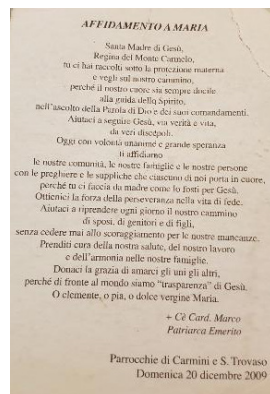 AFFIDAMENTO A MARIA
Santa Madre di Gesù,
Regina del Monte Carmelo,
tu ci hai raccolti sotto la protezione materna
e vegli sul nostro cammino,
perché il nostro cuore sia sempre docile
alla guida dello Spirito,
nell'ascolto della Parola di Dio e dei suoi comandamenti.
Aiutaci a seguire Gesù, via verità e vita,
da veri discepoli.
Oggi con volontà unanime e grande speranza
ti affidiamo
le nostre comunità, le nostre famiglie e le nostre persone
con le preghiere e le suppliche che ciascuno di noi porta in cuore,
perché tu ci faccia da madre come lo fosti per Gesù.
Ottienici la forza della perseveranza nella vita di fede.
Aiutaci a riprendere ogni giorno il nostro cammino
di sposi, di genitori e di figli,
senza cedere mai allo scoraggiamento per le nostre mancanze.
Prenditi cura della nostra salute, del nostro lavoro
e dell'armonia nelle nostre famiglie.
Donaci la grazia di amarci gli uni gli altri,
perché di fronte al mondo siamo "trasparenza" di Gesù.
O clemente, o pia, o dolce vergine Maria.
+ Cè Card. Marco
Patriarca Emerito
Parrocchie di Carmini e S. Trovaso
Domenica 20 dicembre 2009